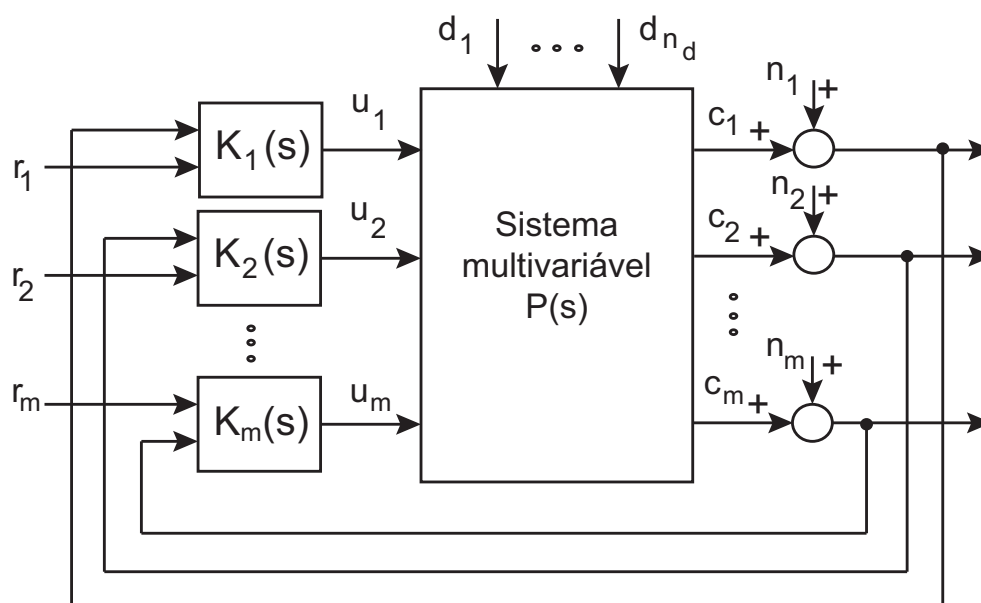 d1 dnd
n1
u1
c1 +
+
K1(s)
r1
n2
+
u2
c2 +
K2(s)
r2
Sistema
multivariável
P(s)
nm
+
rm
um
cm +
Km(s)